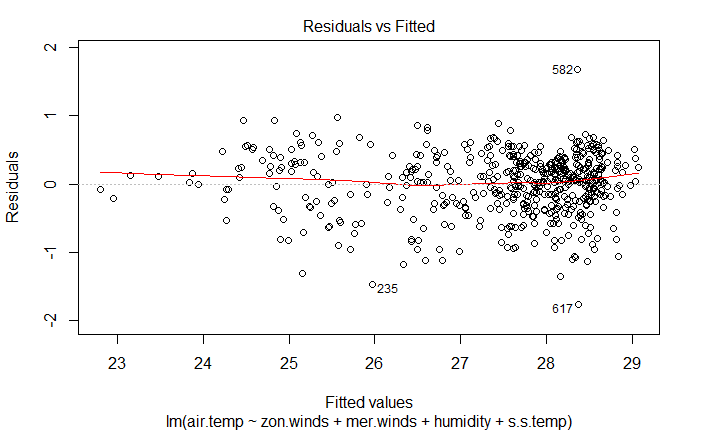 Residuals vs Fitted
Residuals
2
1
0
-1
-2
582
235
617
23 24 25 26 27 28 29
Fitted values
lm(air.temp ~ zon.winds + mer.winds + humidity + s.s.temp)